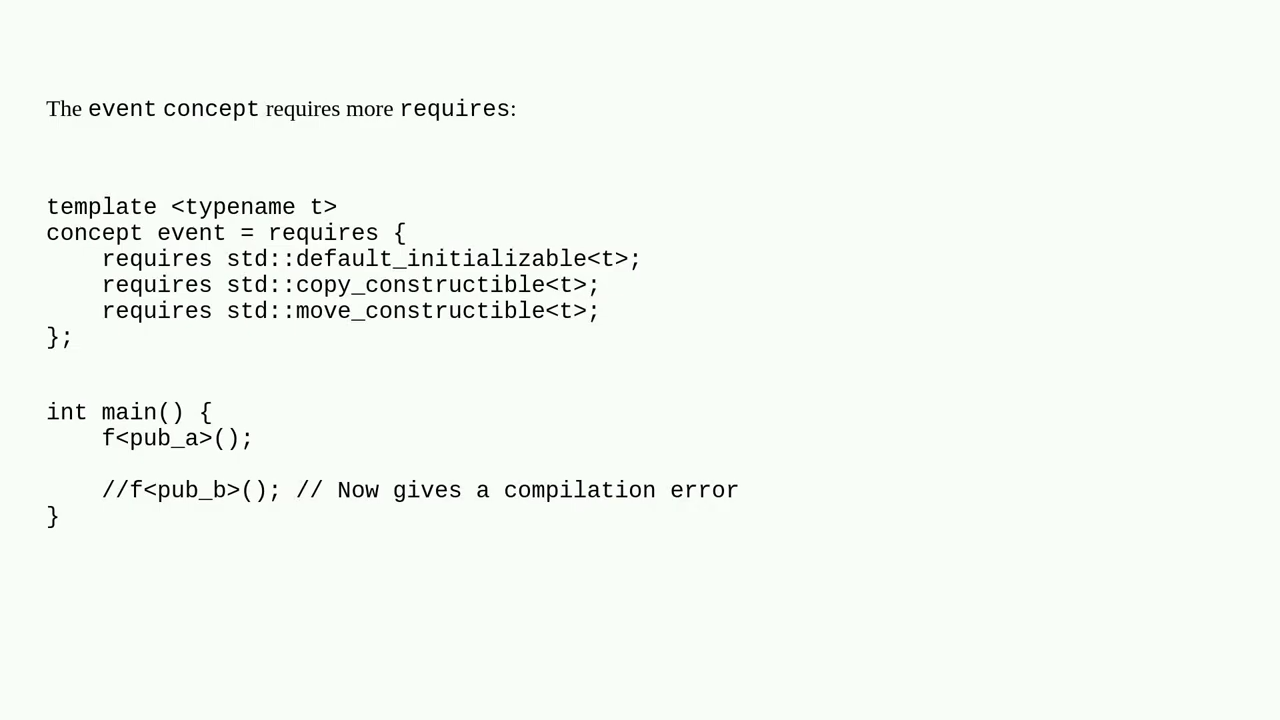 The event concept requires more requires:
template <typename t>
concept event = requires {
    requires std::default_initializable<t>;
    requires std::copy_constructible<t>;
    requires std::move_constructible<t>;
};
int main() {
    f<pub_a>();
    //f<pub_b>(); // Now gives a compilation error
}